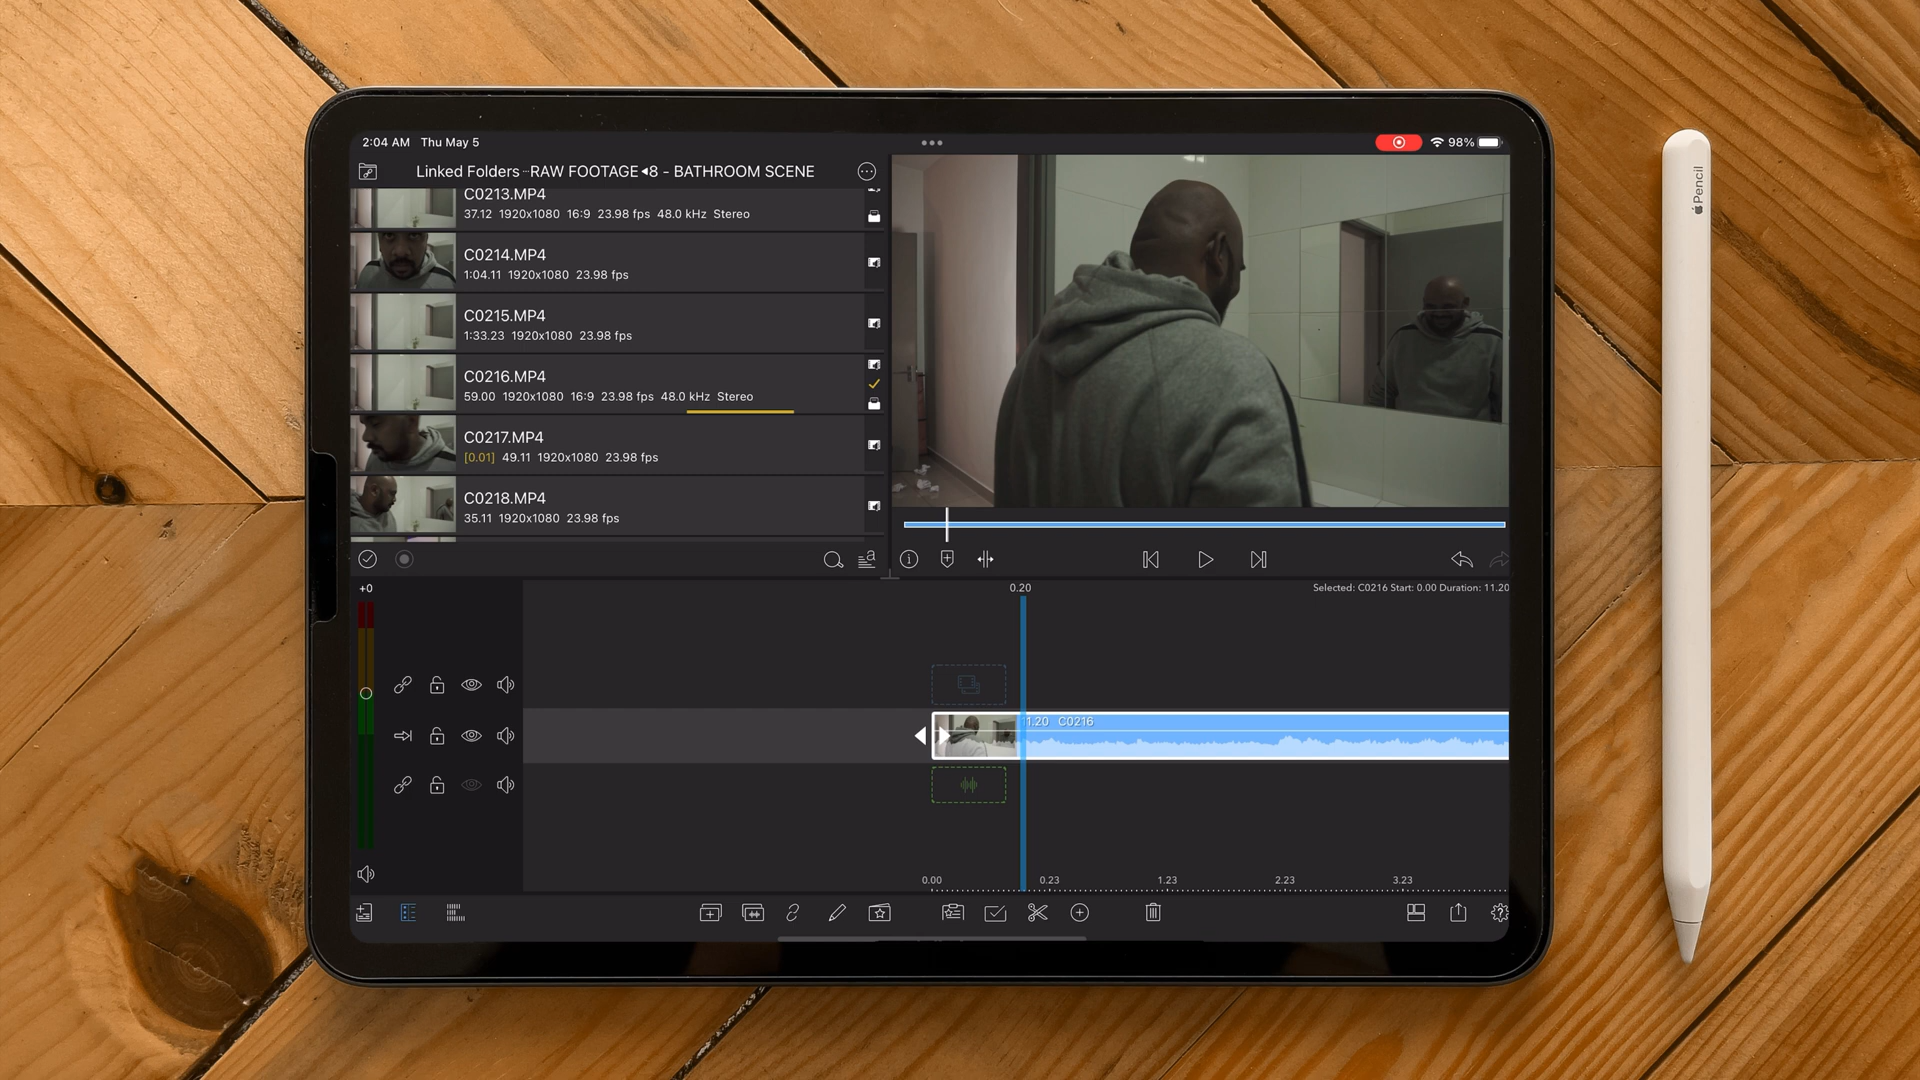 2:04 AM Thu May 5
98%
Linked Folders ··RAW FOOTAGE◂8 - BATHROOM SCENE
C0213.MP4
37.12 1920x1080 16:9 23.98 fps 48.0 kHz Stereo
C0214.MP4
1:04.11 1920x1080 23.98 fps
C0215.MP4
1:33.23 1920x1080 23.98 fps
C0216.MP4
59.00 1920x1080 16:9 23.98 fps 48.0 kHz Stereo
C0217.MP4
[0.01] 49.11 1920x1080 23.98 fps
C0218.MP4
35.11 1920x1080 23.98 fps
+0
0.20
Selected: C0216 Start: 0.00 Duration: 11.20
11.20 C0216
0.00 0.23 1.23 2.23 3.23
Pencil